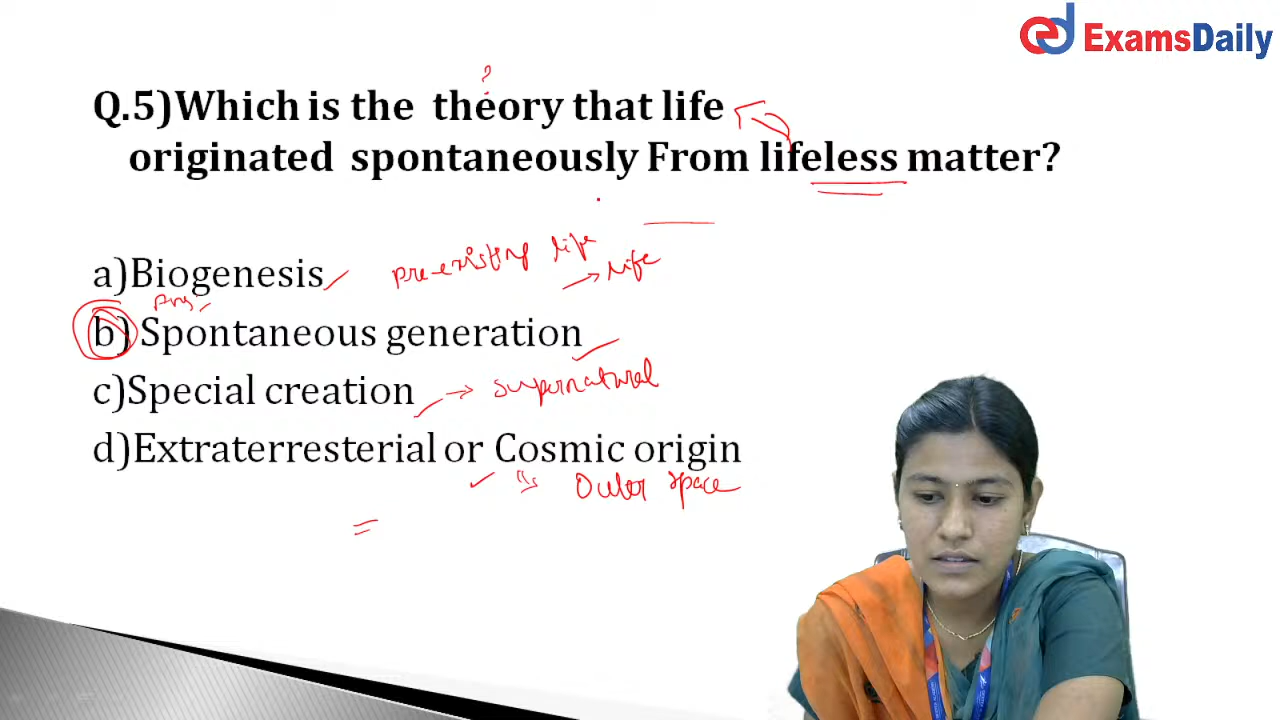 ExamsDaily
?
Q.5)Which is the theory that life
originated spontaneously From lifeless matter?
a)Biogenesis pre-existing life
→ life
Ans
b) Spontaneous generation
c)Special creation → supernatural
d)Extraterresterial or Cosmic origin
Outer space